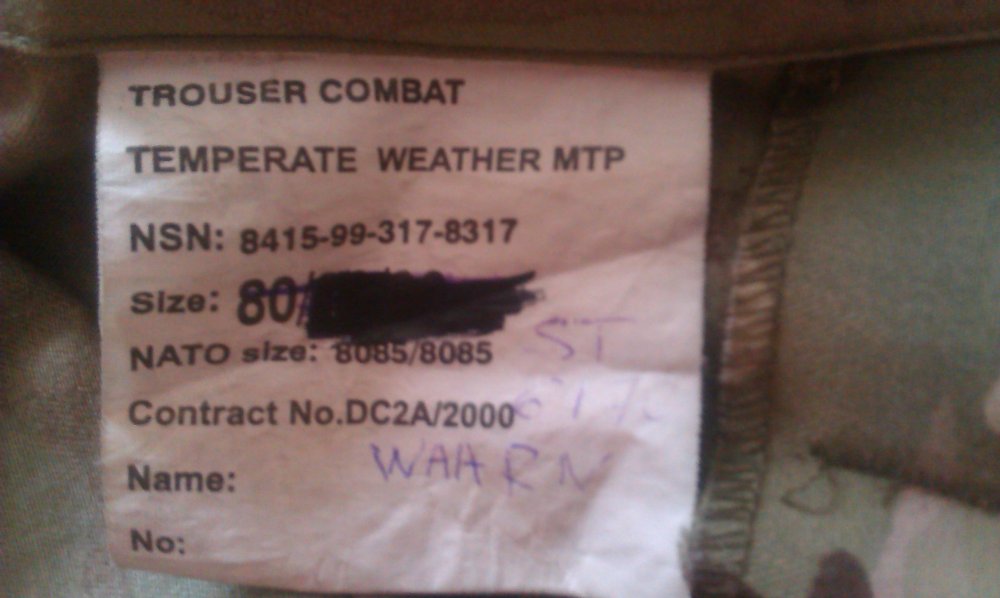 TROUSER COMBAT
TEMPERATE WEATHER MTP
NSN: 8415-99-317-8317
Size: 80/
NATO size: 8085/8085
ST
Contract No.DC2A/2000
WAHRN
Name:
No: